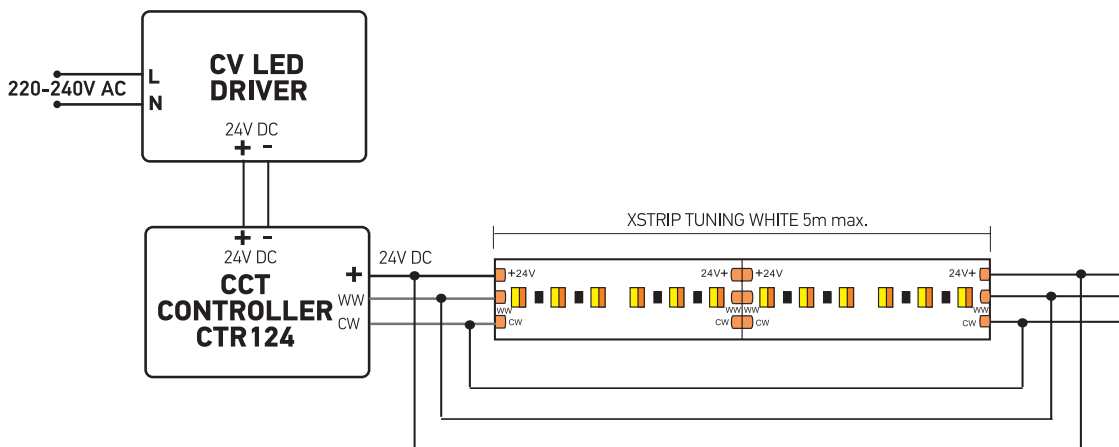 CV LED
DRIVER
220-240V AC
L
N
24V DC
+ -
+ -
24V DC
CCT
CONTROLLER
CTR124
24V DC
+
WW
CW
XSTRIP TUNING WHITE 5m max.
+24V
24V+
+24V
24V+
WW
WW
WW
WW
CW
CW
CW
CW